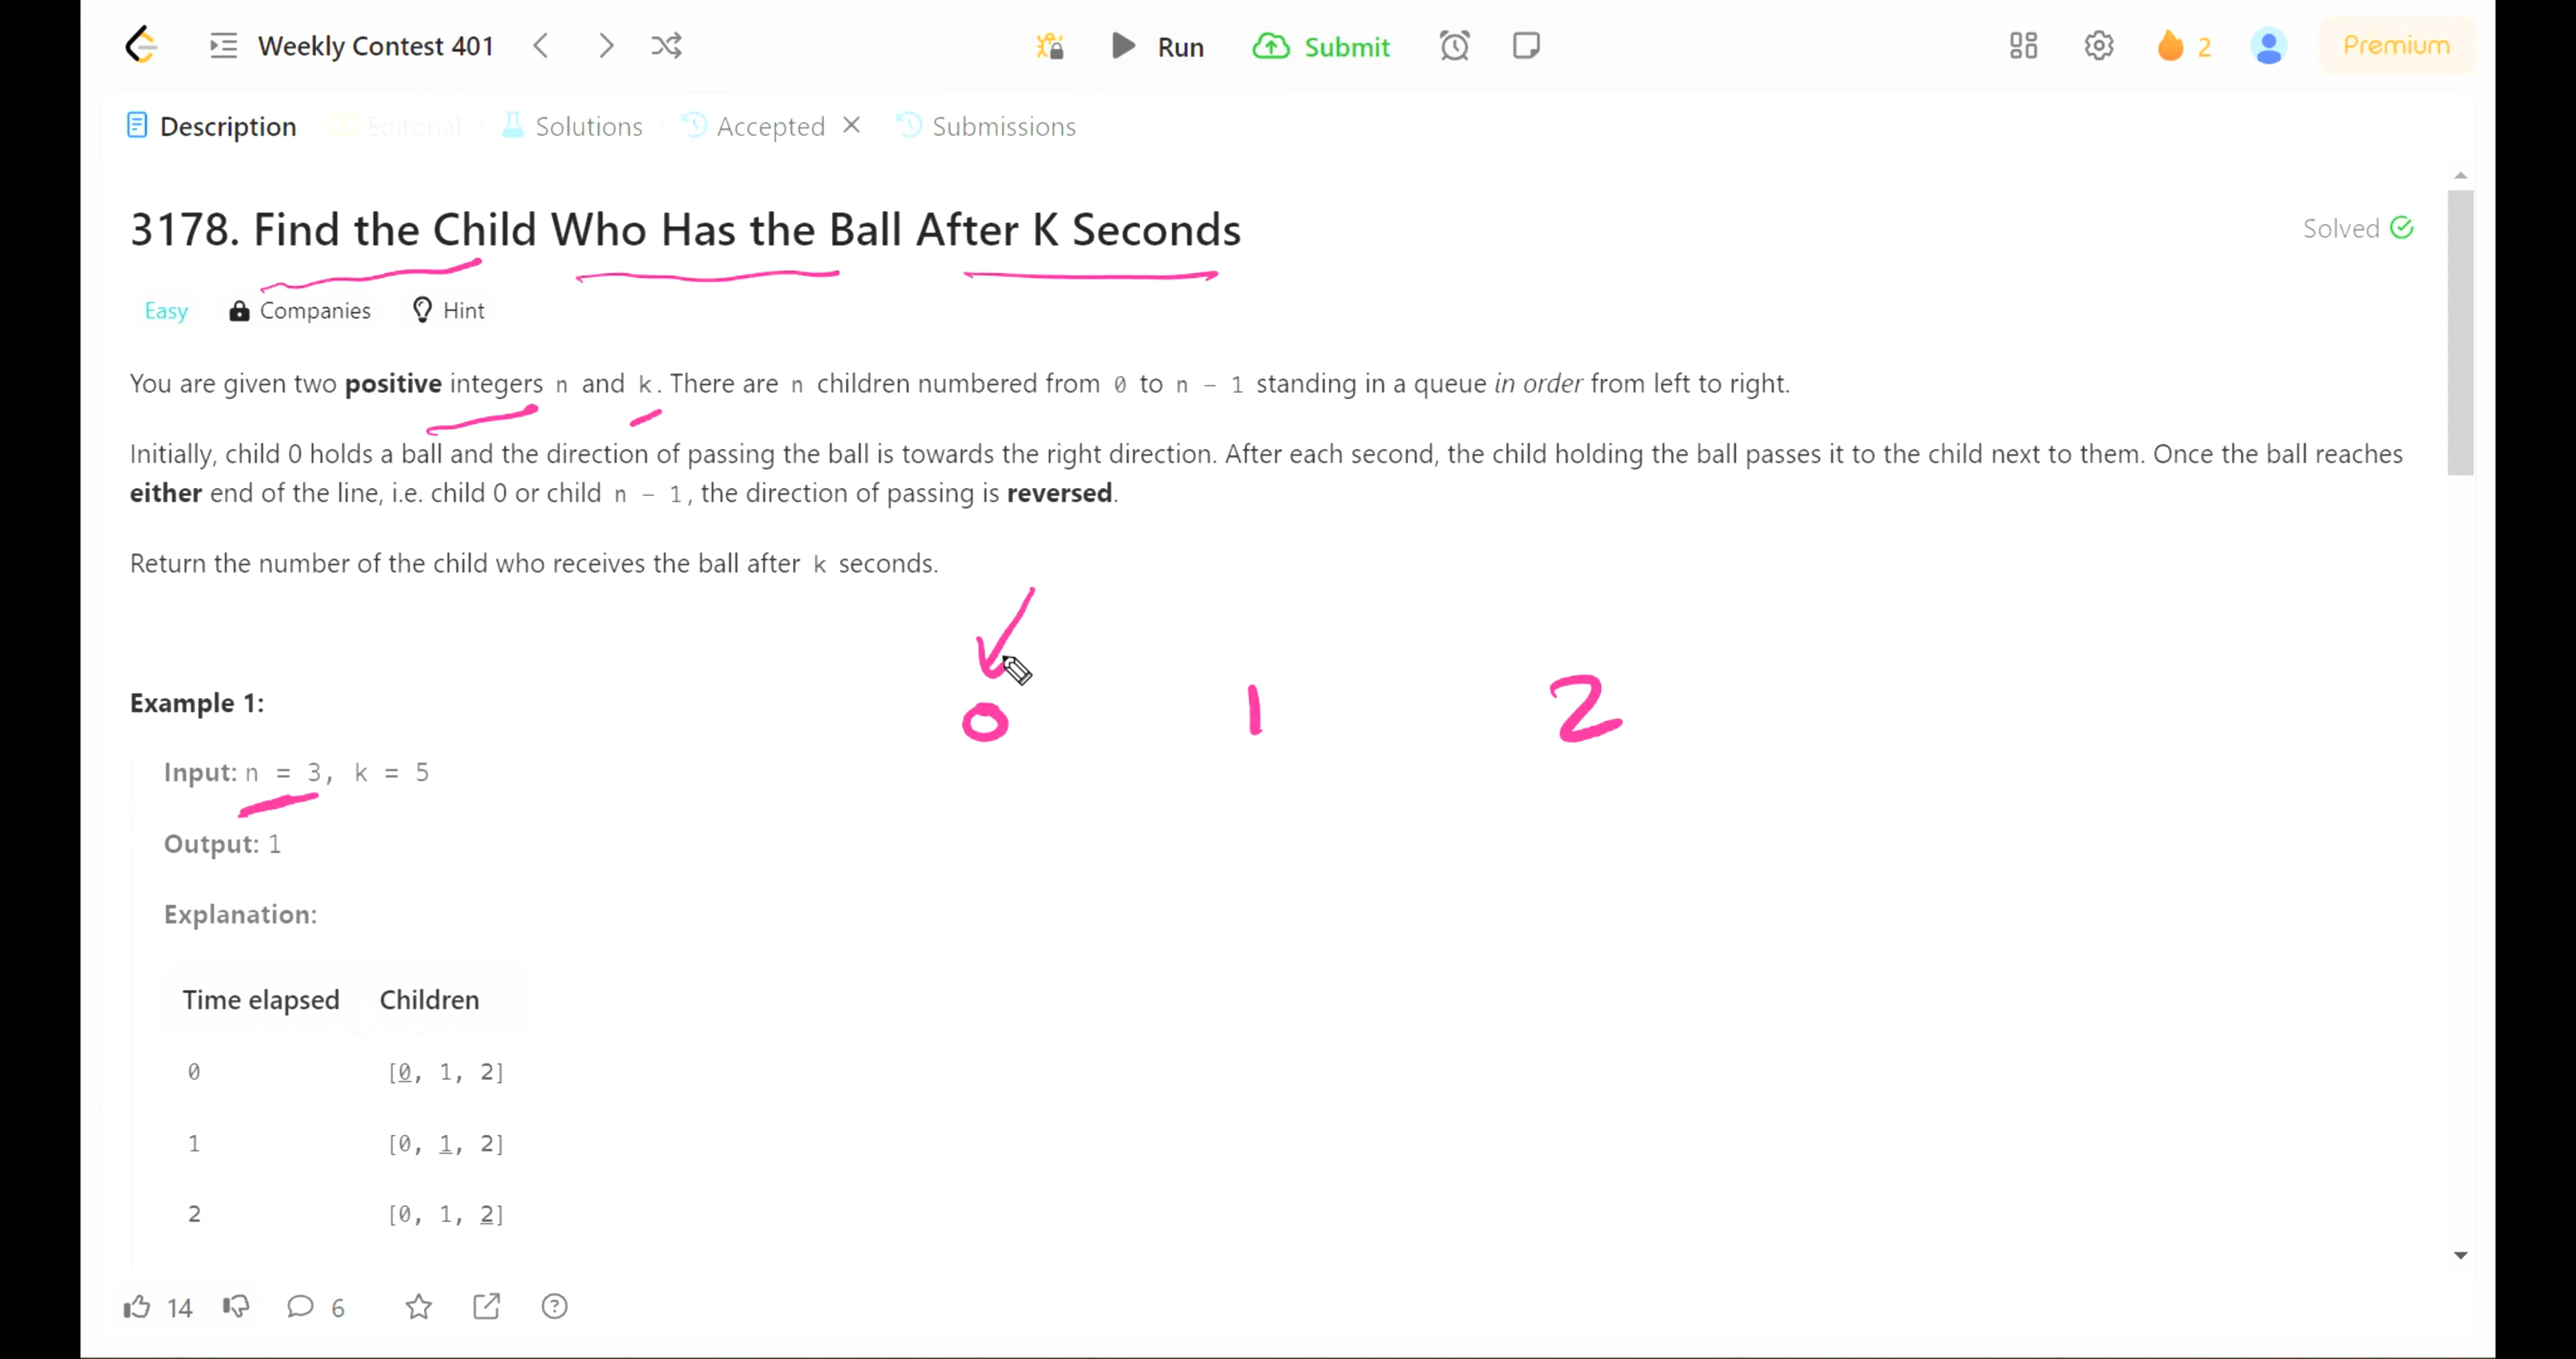 Weekly Contest 401 Run Submit 2 Premium
Description Editorial Solutions Accepted Submissions
3178. Find the Child Who Has the Ball After K Seconds
Solved
Easy Companies Hint
You are given two positive integers n and k. There are n children numbered from 0 to n - 1 standing in a queue in order from left to right.
Initially, child 0 holds a ball and the direction of passing the ball is towards the right direction. After each second, the child holding the ball passes it to the child next to them. Once the ball reaches
either end of the line, i.e. child 0 or child n - 1, the direction of passing is reversed.
Return the number of the child who receives the ball after k seconds.
0 1 2
Example 1:
Input: n = 3, k = 5
Output: 1
Explanation:
Time elapsed Children
0 [0, 1, 2]
1 [0, 1, 2]
2 [0, 1, 2]
14 6